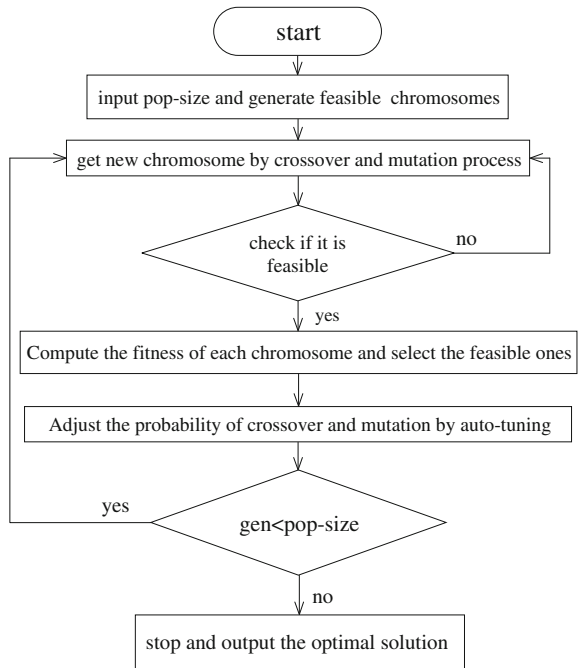 start
input pop-size and generate feasible chromosomes
get new chromosome by crossover and mutation process
check if it is
feasible
no
yes
Compute the fitness of each chromosome and select the feasible ones
Adjust the probability of crossover and mutation by auto-tuning
yes
gen<pop-size
no
stop and output the optimal solution